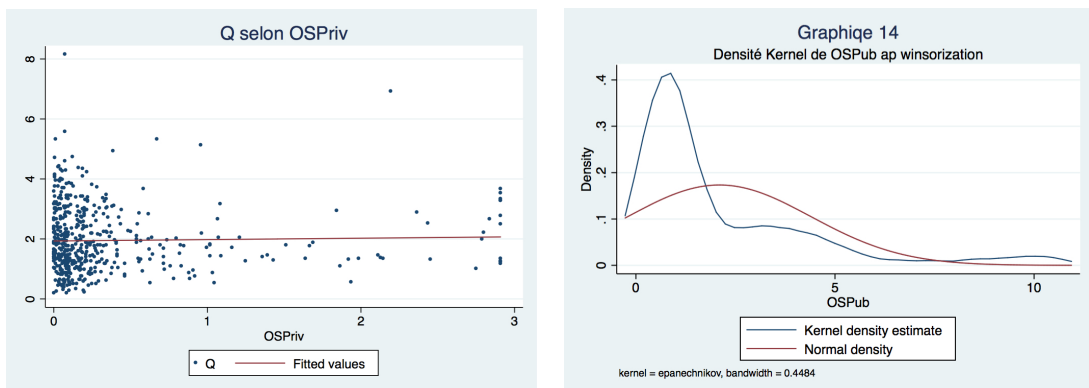 Q selon OSPriv
8
6
4
2
0
0 1 2 3
OSPriv
Q Fitted values
Graphiqe 14
Densité Kernel de OSPub ap winsorization
Density
.4
.3
.2
.1
0
0 5 10
OSPub
Kernel density estimate
Normal density
kernel = epanechnikov, bandwidth = 0.4484